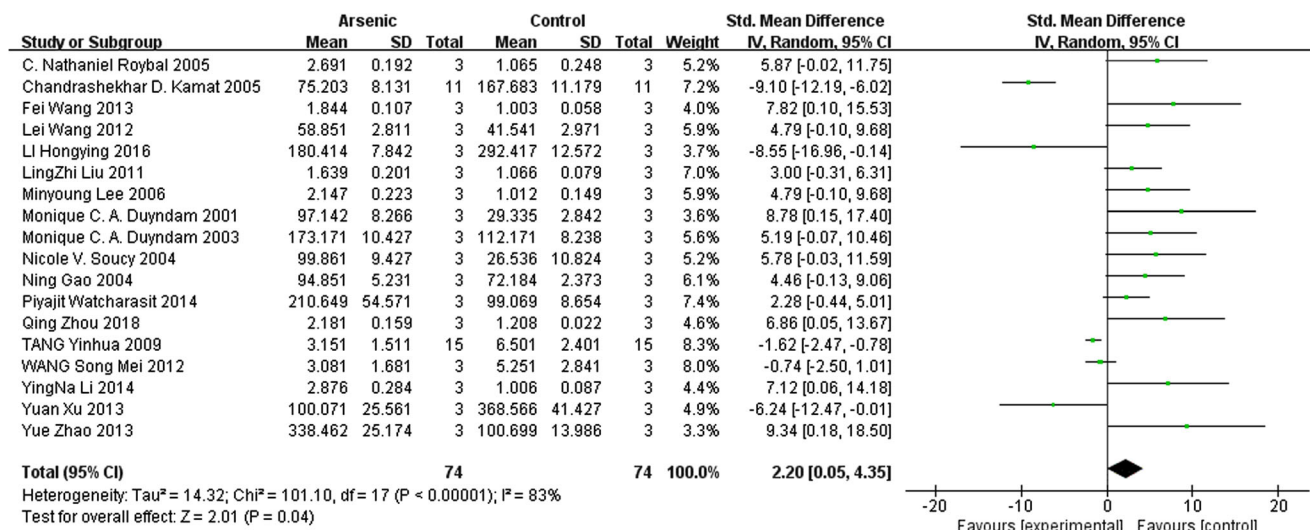 Arsenic Control Std. Mean Difference Std. Mean Difference
Study or Subgroup Mean SD Total Mean SD Total Weight IV, Random, 95% CI IV, Random, 95% CI
C. Nathaniel Roybal 2005 2.691 0.192 3 1.065 0.248 3 5.2% 5.87 [-0.02, 11.75]
Chandrashekhar D. Kamat 2005 75.203 8.131 11 167.683 11.179 11 7.2% -9.10 [-12.19, -6.02]
Fei Wang 2013 1.844 0.107 3 1.003 0.058 3 4.0% 7.82 [0.10, 15.53]
Lei Wang 2012 58.851 2.811 3 41.541 2.971 3 5.9% 4.79 [-0.10, 9.68]
LI Hongying 2016 180.414 7.842 3 292.417 12.572 3 3.7% -8.55 [-16.96, -0.14]
LingZhi Liu 2011 1.639 0.201 3 1.066 0.079 3 7.0% 3.00 [-0.31, 6.31]
Minyoung Lee 2006 2.147 0.223 3 1.012 0.149 3 5.9% 4.79 [-0.10, 9.68]
Monique C. A. Duyndam 2001 97.142 8.266 3 29.335 2.842 3 3.6% 8.78 [0.15, 17.40]
Monique C. A. Duyndam 2003 173.171 10.427 3 112.171 8.238 3 5.6% 5.19 [-0.07, 10.46]
Nicole V. Soucy 2004 99.861 9.427 3 26.536 10.824 3 5.2% 5.78 [-0.03, 11.59]
Ning Gao 2004 94.851 5.231 3 72.184 2.373 3 6.1% 4.46 [-0.13, 9.06]
Piyajit Watcharasit 2014 210.649 54.571 3 99.069 8.654 3 7.4% 2.28 [-0.44, 5.01]
Qing Zhou 2018 2.181 0.159 3 1.208 0.022 3 4.6% 6.86 [0.05, 13.67]
TANG Yinhua 2009 3.151 1.511 15 6.501 2.401 15 8.3% -1.62 [-2.47, -0.78]
WANG Song Mei 2012 3.081 1.681 3 5.251 2.841 3 8.0% -0.74 [-2.50, 1.01]
YingNa Li 2014 2.876 0.284 3 1.006 0.087 3 4.4% 7.12 [0.06, 14.18]
Yuan Xu 2013 100.071 25.561 3 368.566 41.427 3 4.9% -6.24 [-12.47, -0.01]
Yue Zhao 2013 338.462 25.174 3 100.699 13.986 3 3.3% 9.34 [0.18, 18.50]
Total (95% CI) 74 74 100.0% 2.20 [0.05, 4.35]
Heterogeneity: Tau² = 14.32; Chi² = 101.10, df = 17 (P < 0.00001); I² = 83%
Test for overall effect: Z = 2.01 (P = 0.04)
-20 -10 0 10 20
Favours [experimental] Favours [control]